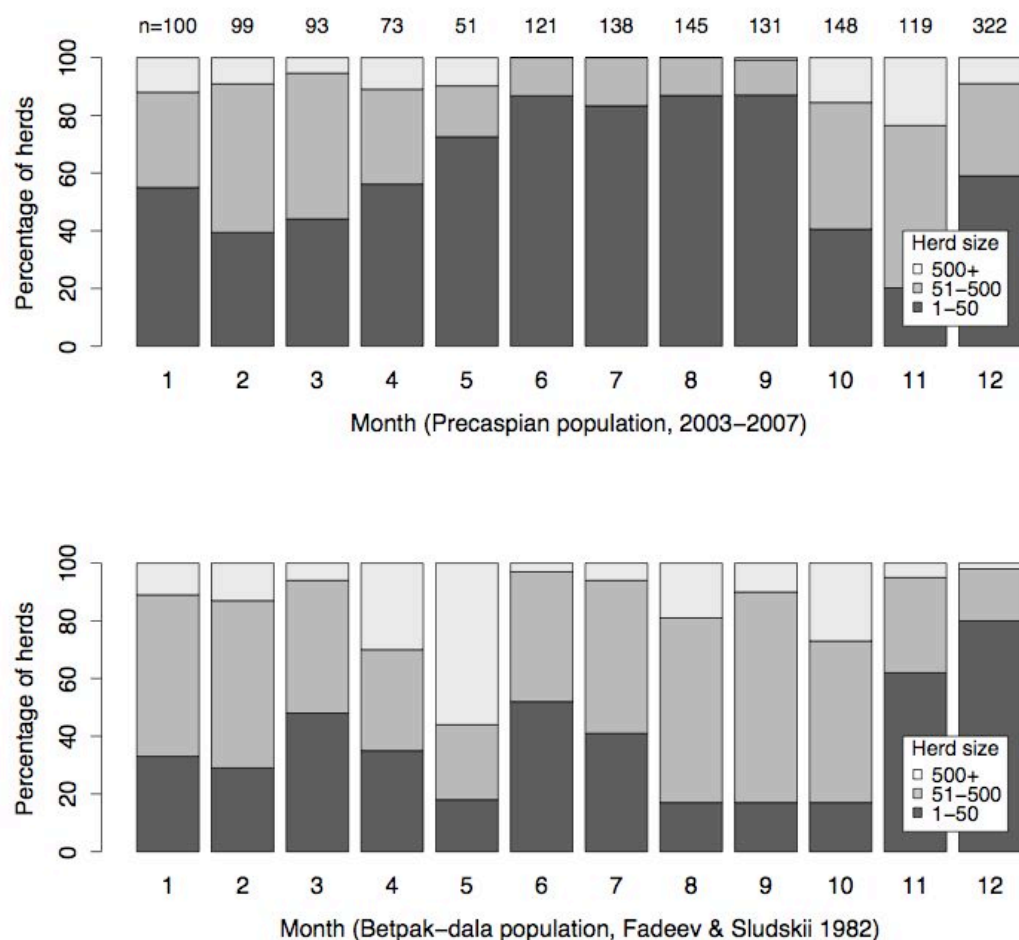 n=100 99 93 73 51 121 138 145 131 148 119 322
Percentage of herds
100
80
60
40
20
0
Herd size
500+
51−500
1−50
1 2 3 4 5 6 7 8 9 10 11 12
Month (Precaspian population, 2003−2007)
Percentage of herds
100
80
60
40
20
0
Herd size
500+
51−500
1−50
1 2 3 4 5 6 7 8 9 10 11 12
Month (Betpak−dala population, Fadeev & Sludskii 1982)